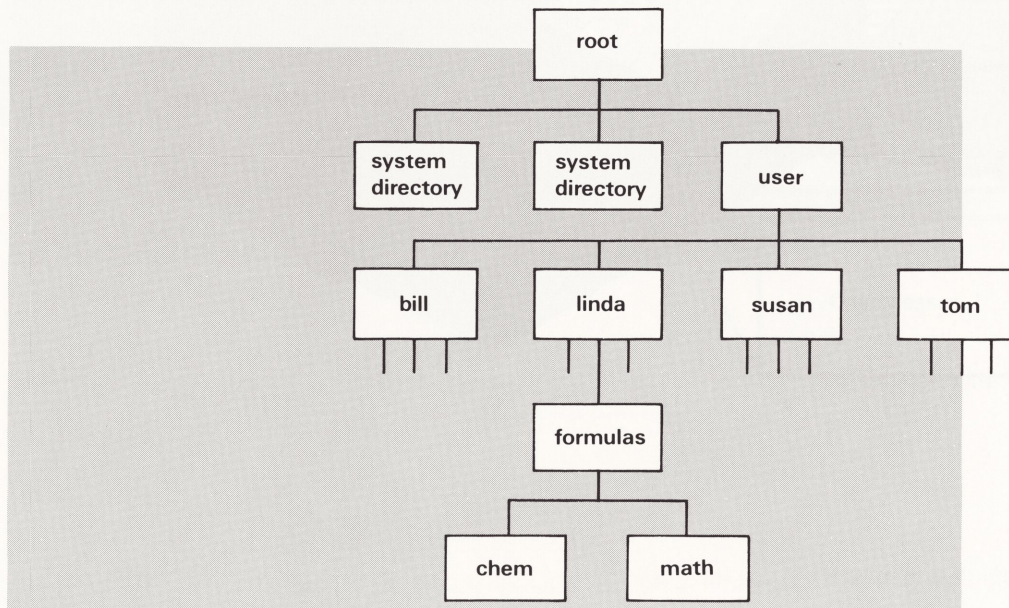 root
system
directory
system
directory
user
bill
linda
susan
tom
formulas
chem
math